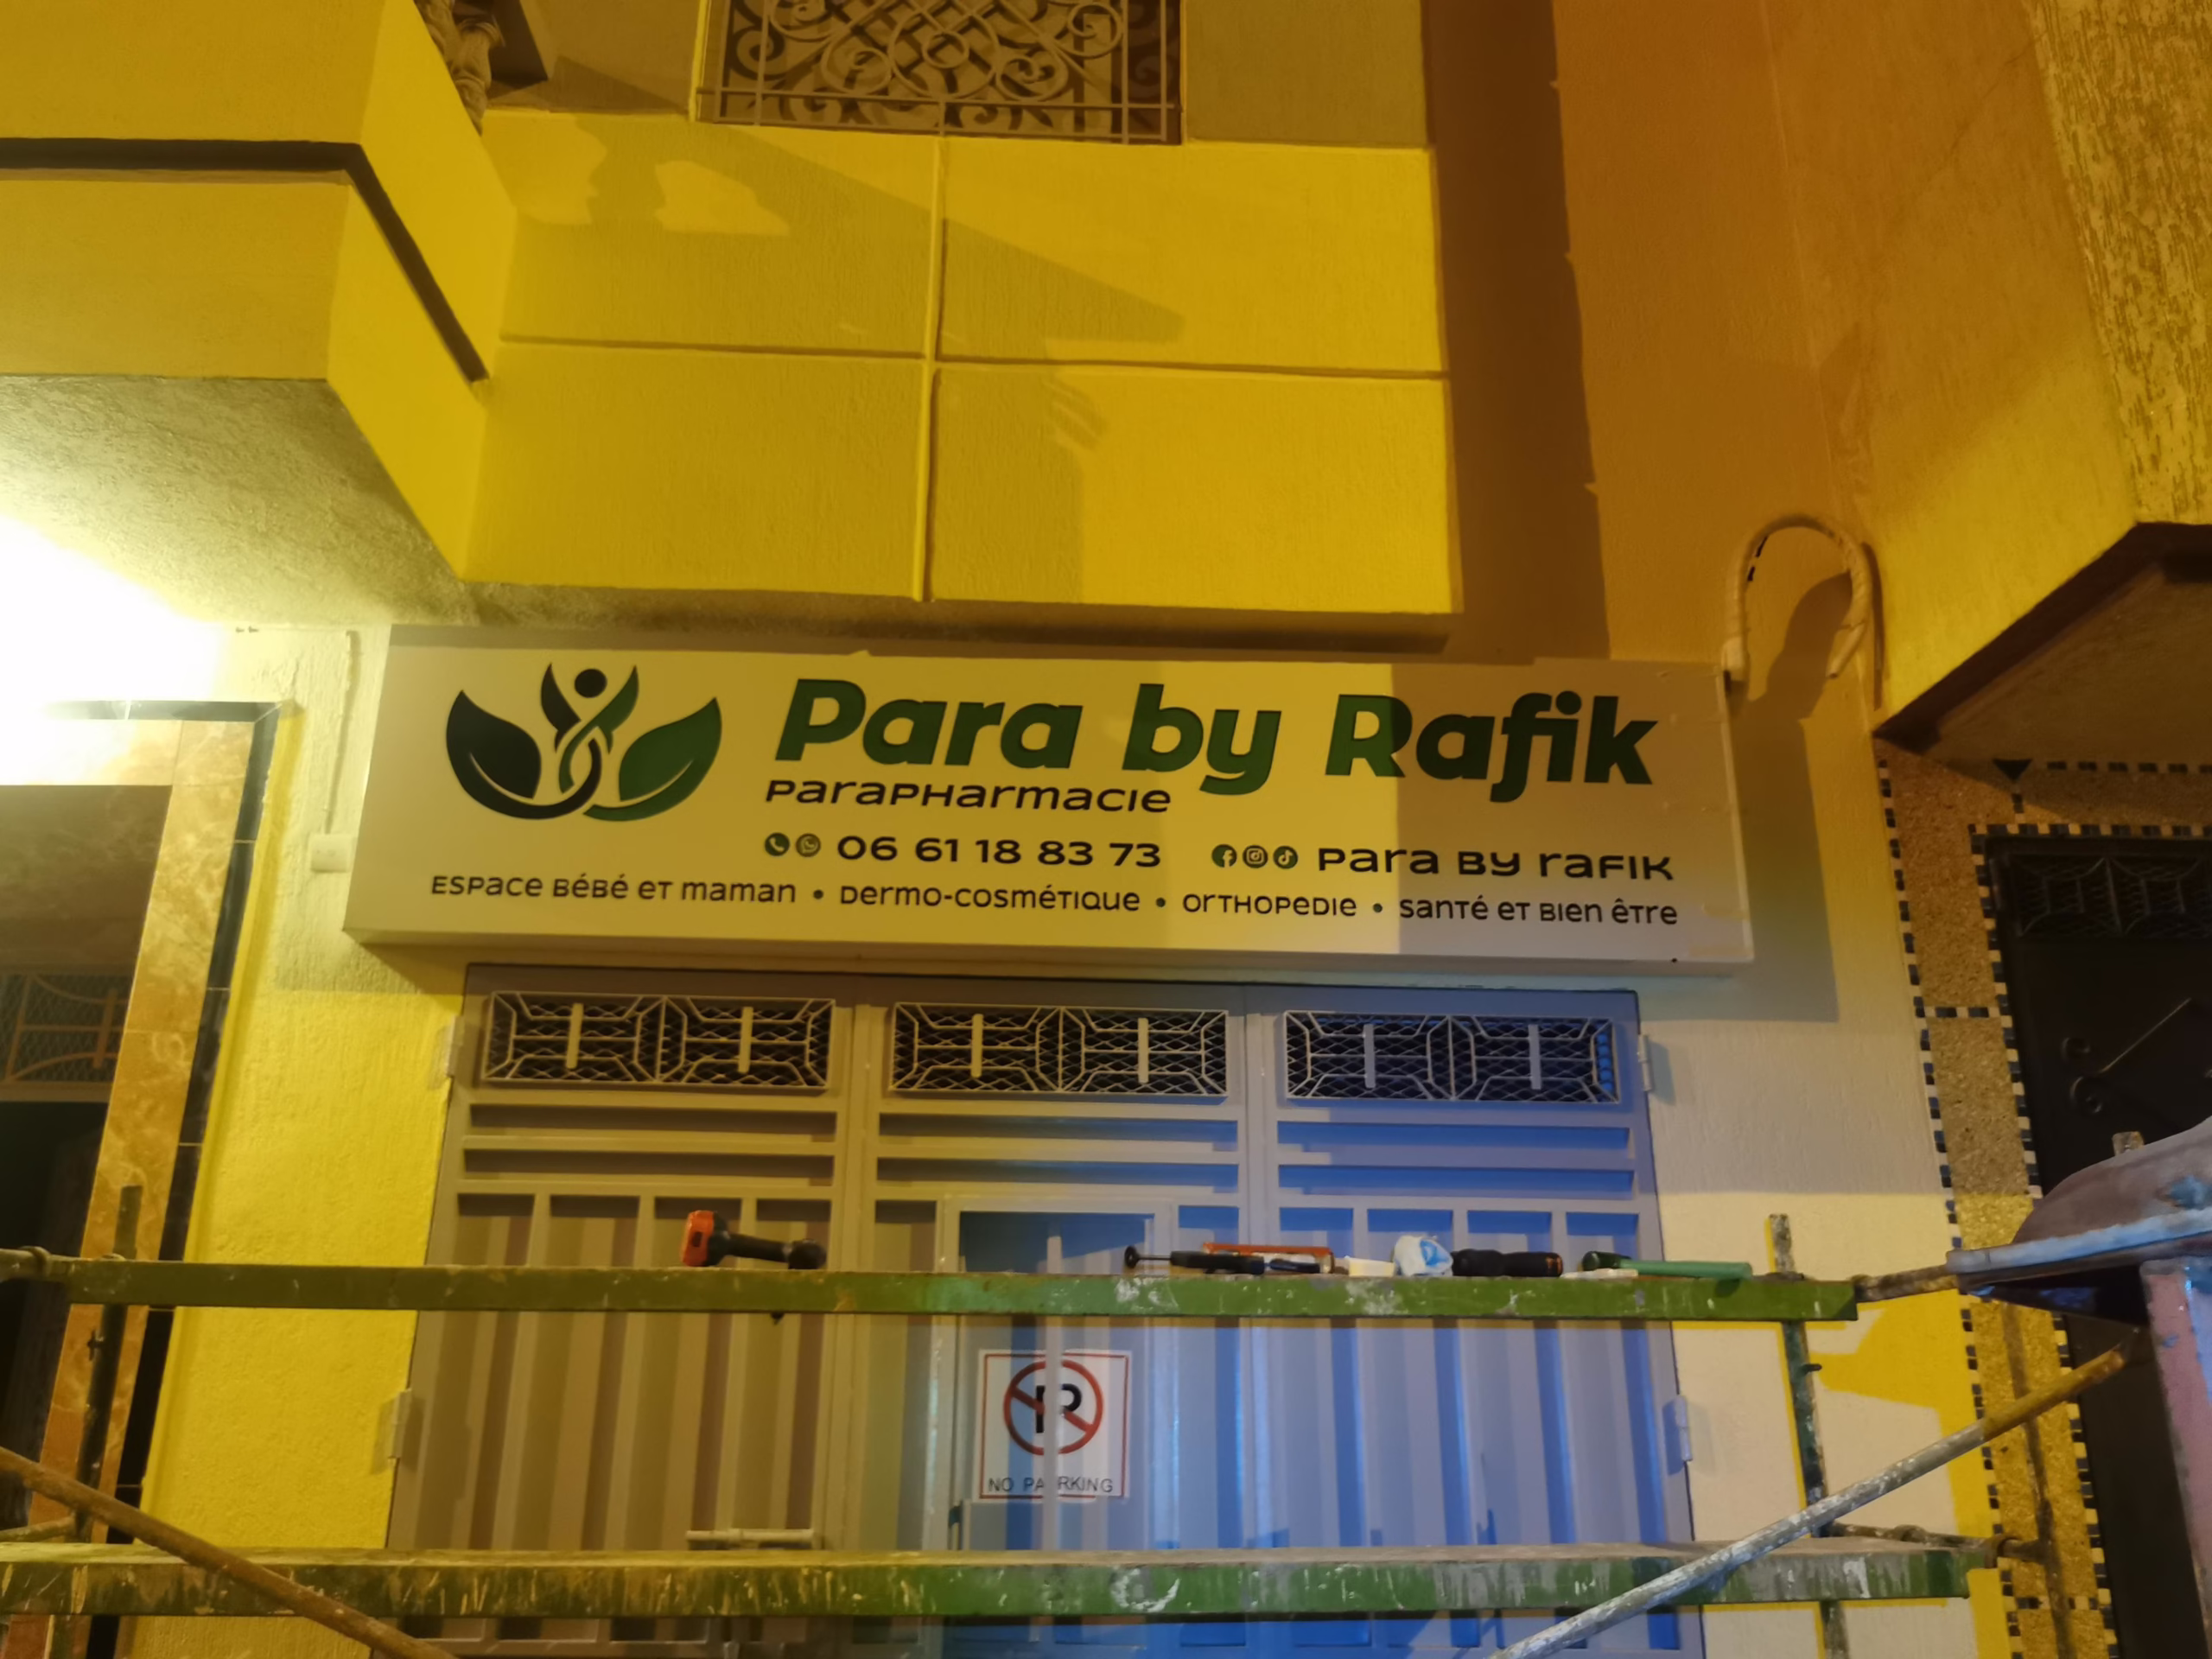 Para by Rafik
Parapharmacie
06 61 18 83 73 Para by rafik
Espace Bébé et maman • Dermo-cosmétique • Orthopedie • Santé et Bien être
P
NO PARKING